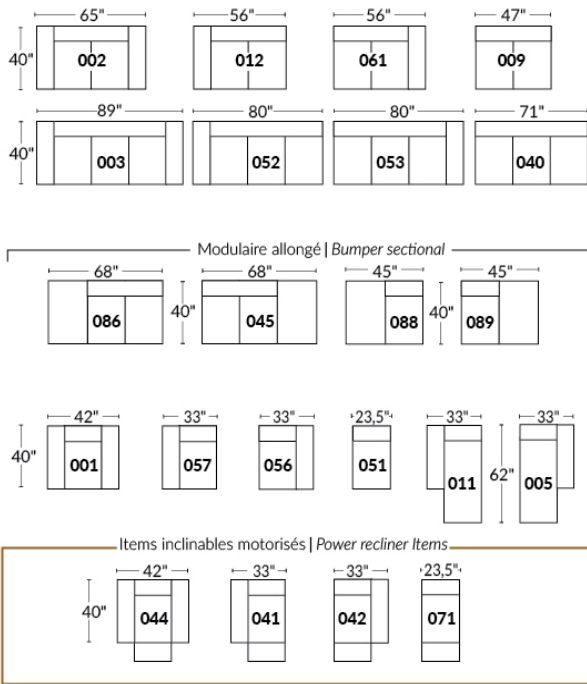 65" 56" 56" 47"
40" 002 012 061 009
89" 80" 80" 71"
40" 003 052 053 040
Modulaire allongé | Bumper sectional
68" 68" 45" 45"
086 40" 045 088 40" 089
42" 33" 33" 23,5" 33" 33"
40" 001 057 056 051 011 62" 005
Items inclinables motorisés | Power recliner Items
42" 33" 33" 23,5"
40" 044 041 042 071